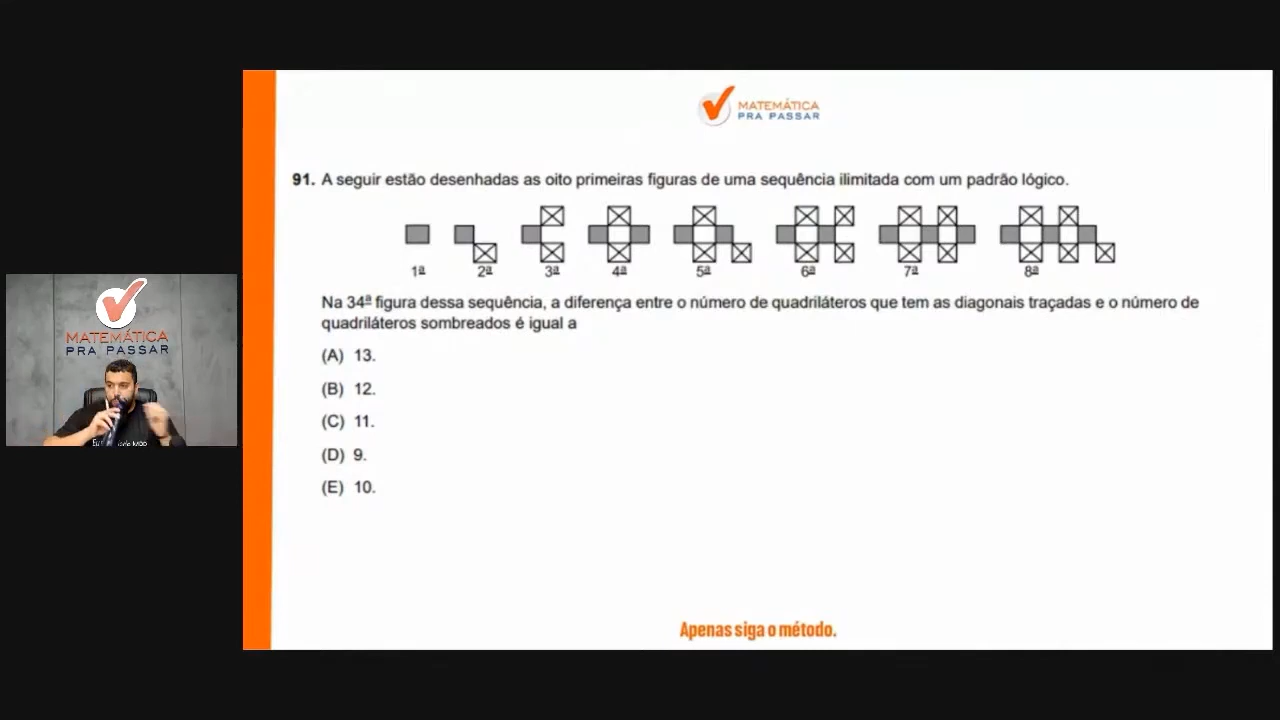 MATEMÁTICA
PRA PASSAR
91. A seguir estão desenhadas as oito primeiras figuras de uma sequência ilimitada com um padrão lógico.
1ª 2ª 3ª 4ª 5ª 6ª 7ª 8ª
Na 34ª figura dessa sequência, a diferença entre o número de quadriláteros que tem as diagonais traçadas e o número de
quadriláteros sombreados é igual a
(A) 13.
(B) 12.
(C) 11.
(D) 9.
(E) 10.
Apenas siga o método.
MATEMÁTICA
PRA PASSAR